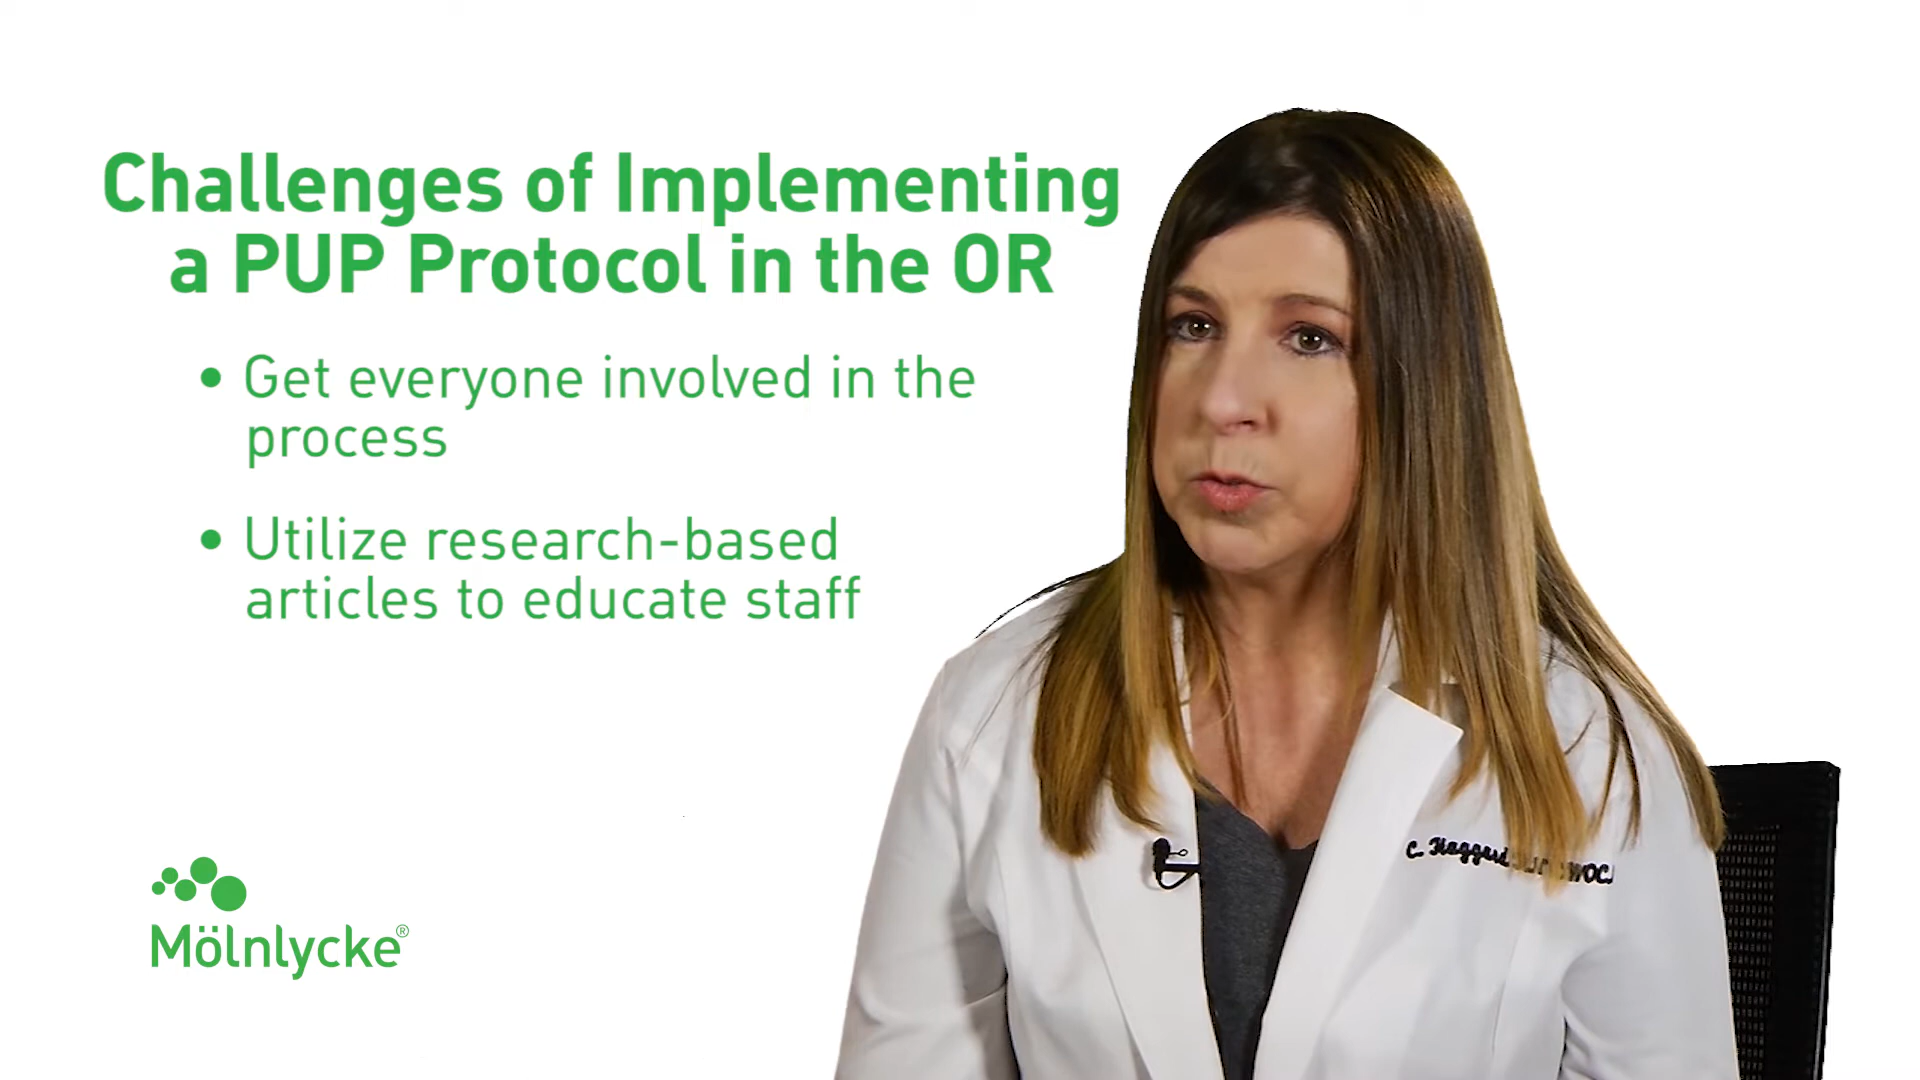 Challenges of Implementing
a PUP Protocol in the OR
• Get everyone involved in the
process
• Utilize research-based
articles to educate staff
Mölnlycke®
C.